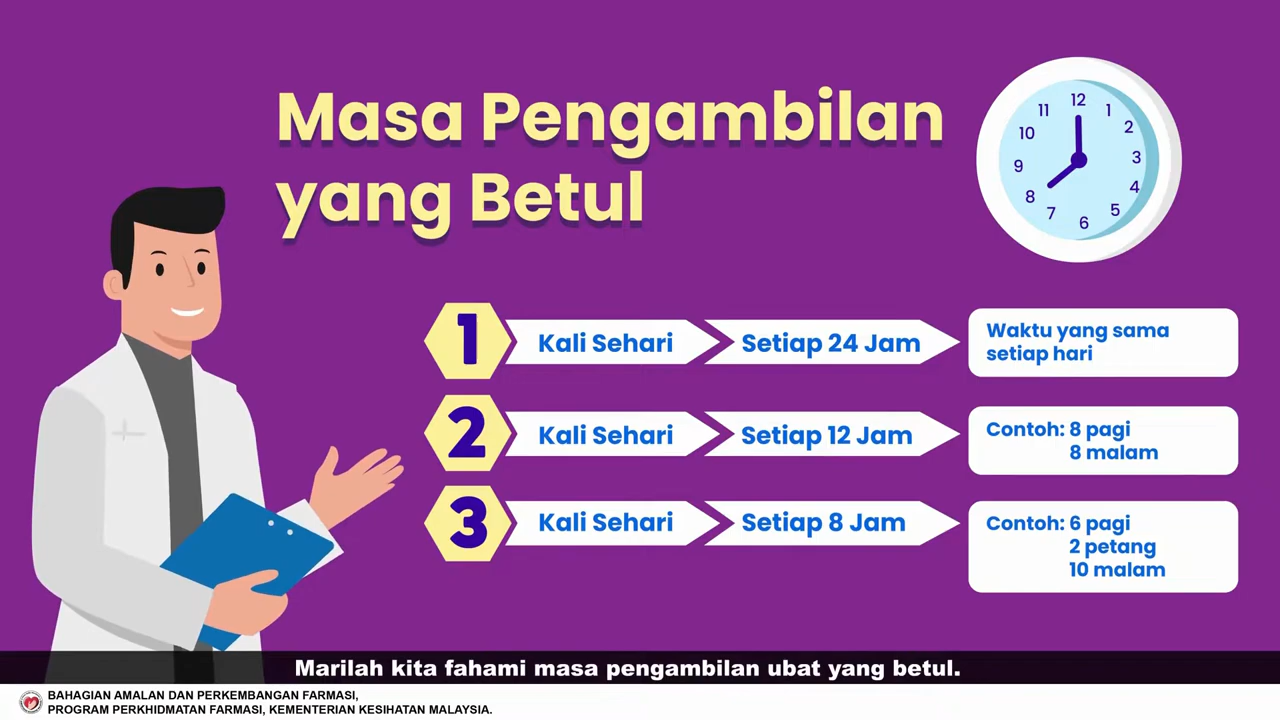 Masa Pengambilan
yang Betul
12
11
1
10
2
9
3
8
4
7
5
6
1
Kali Sehari
Setiap 24 Jam
Waktu yang sama
setiap hari
2
Kali Sehari
Setiap 12 Jam
Contoh: 8 pagi
8 malam
3
Kali Sehari
Setiap 8 Jam
Contoh: 6 pagi
2 petang
10 malam
Marilah kita fahami masa pengambilan ubat yang betul.
BAHAGIAN AMALAN DAN PERKEMBANGAN FARMASI,
PROGRAM PERKHIDMATAN FARMASI, KEMENTERIAN KESIHATAN MALAYSIA.